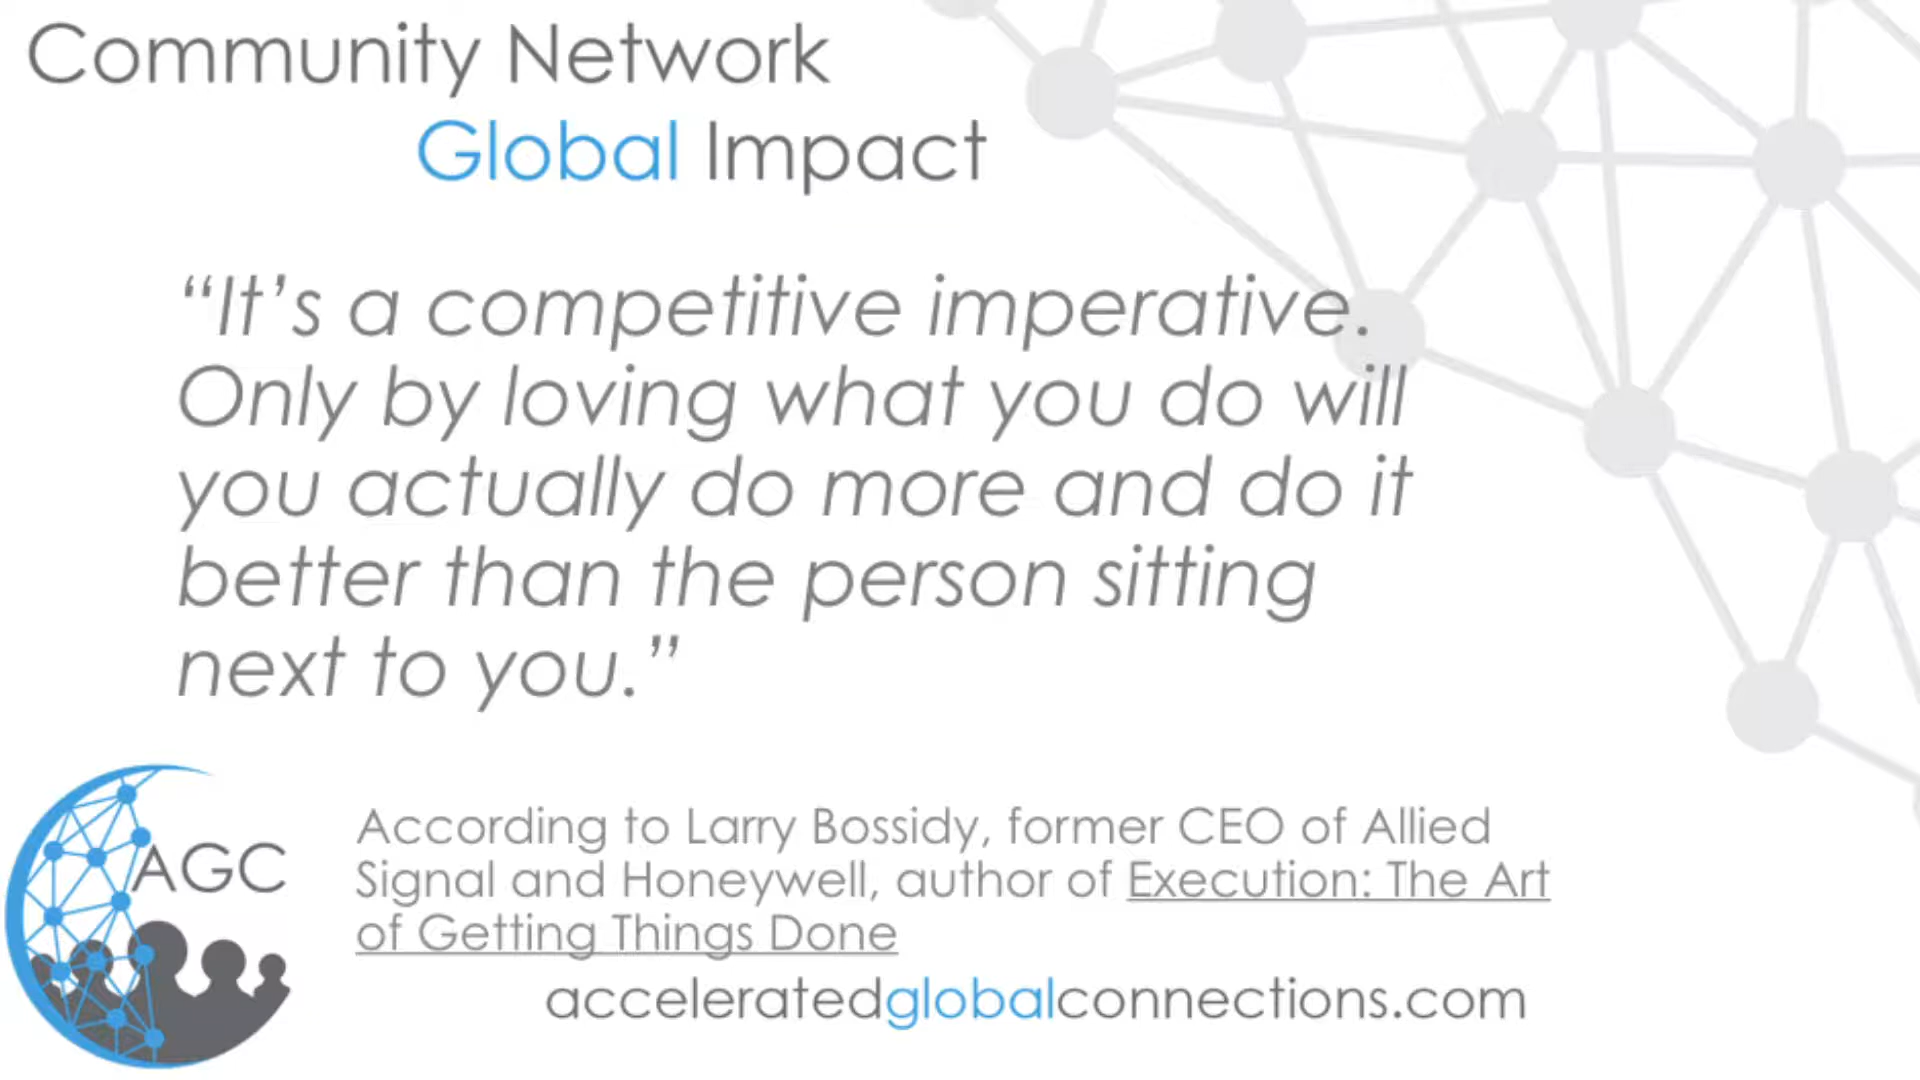 Community Network
Global Impact
“It’s a competitive imperative.
Only by loving what you do will
you actually do more and do it
better than the person sitting
next to you.”
AGC
According to Larry Bossidy, former CEO of Allied
Signal and Honeywell, author of Execution: The Art
of Getting Things Done
acceleratedglobalconnections.com